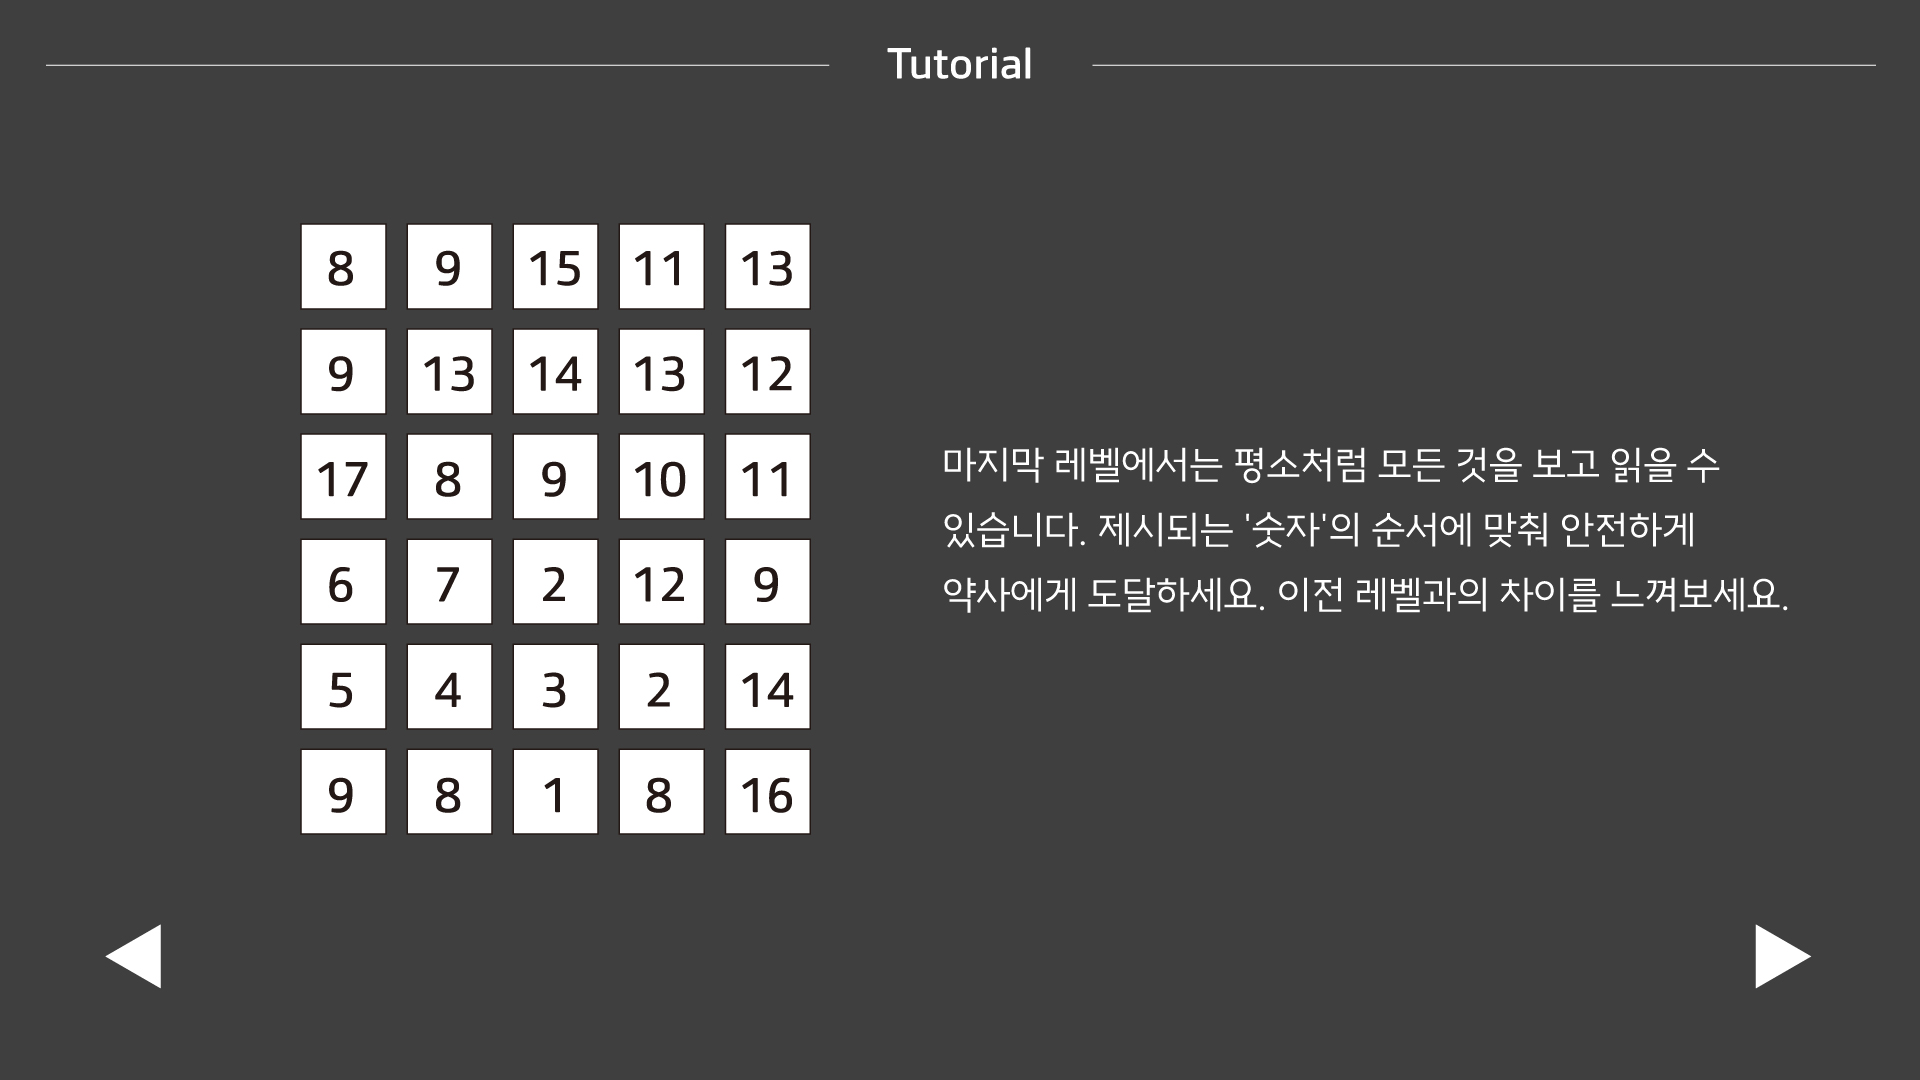 Tutorial
8 9 15 11 13
9 13 14 13 12
17 8 9 10 11
6 7 2 12 9
5 4 3 2 14
9 8 1 8 16
마지막 레벨에서는 평소처럼 모든 것을 보고 읽을 수
있습니다. 제시되는 '숫자'의 순서에 맞춰 안전하게
약사에게 도달하세요. 이전 레벨과의 차이를 느껴보세요.